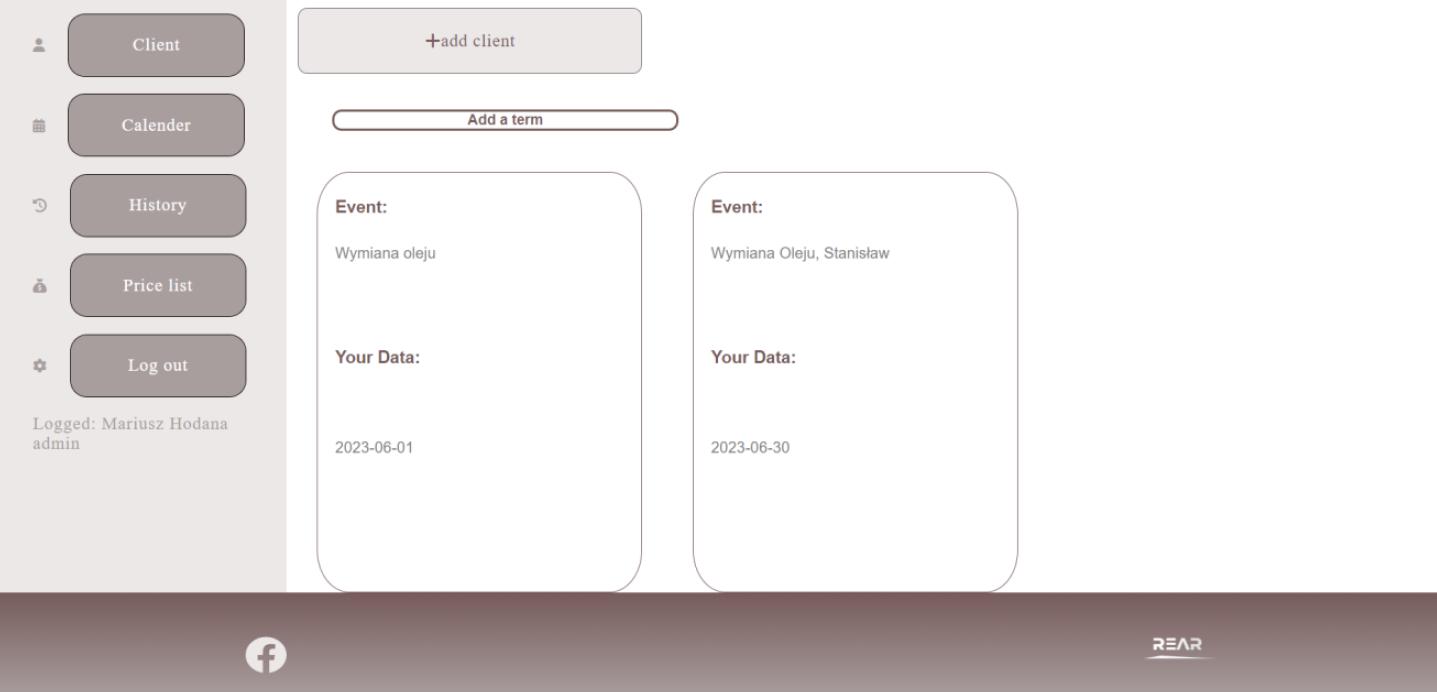 Client
Calender
History
Price list
Log out
Logged: Mariusz Hodana
admin
+add client
Add a term
Event:
Wymiana oleju
Your Data:
2023-06-01
Event:
Wymiana Oleju, Stanisław
Your Data:
2023-06-30
REAR